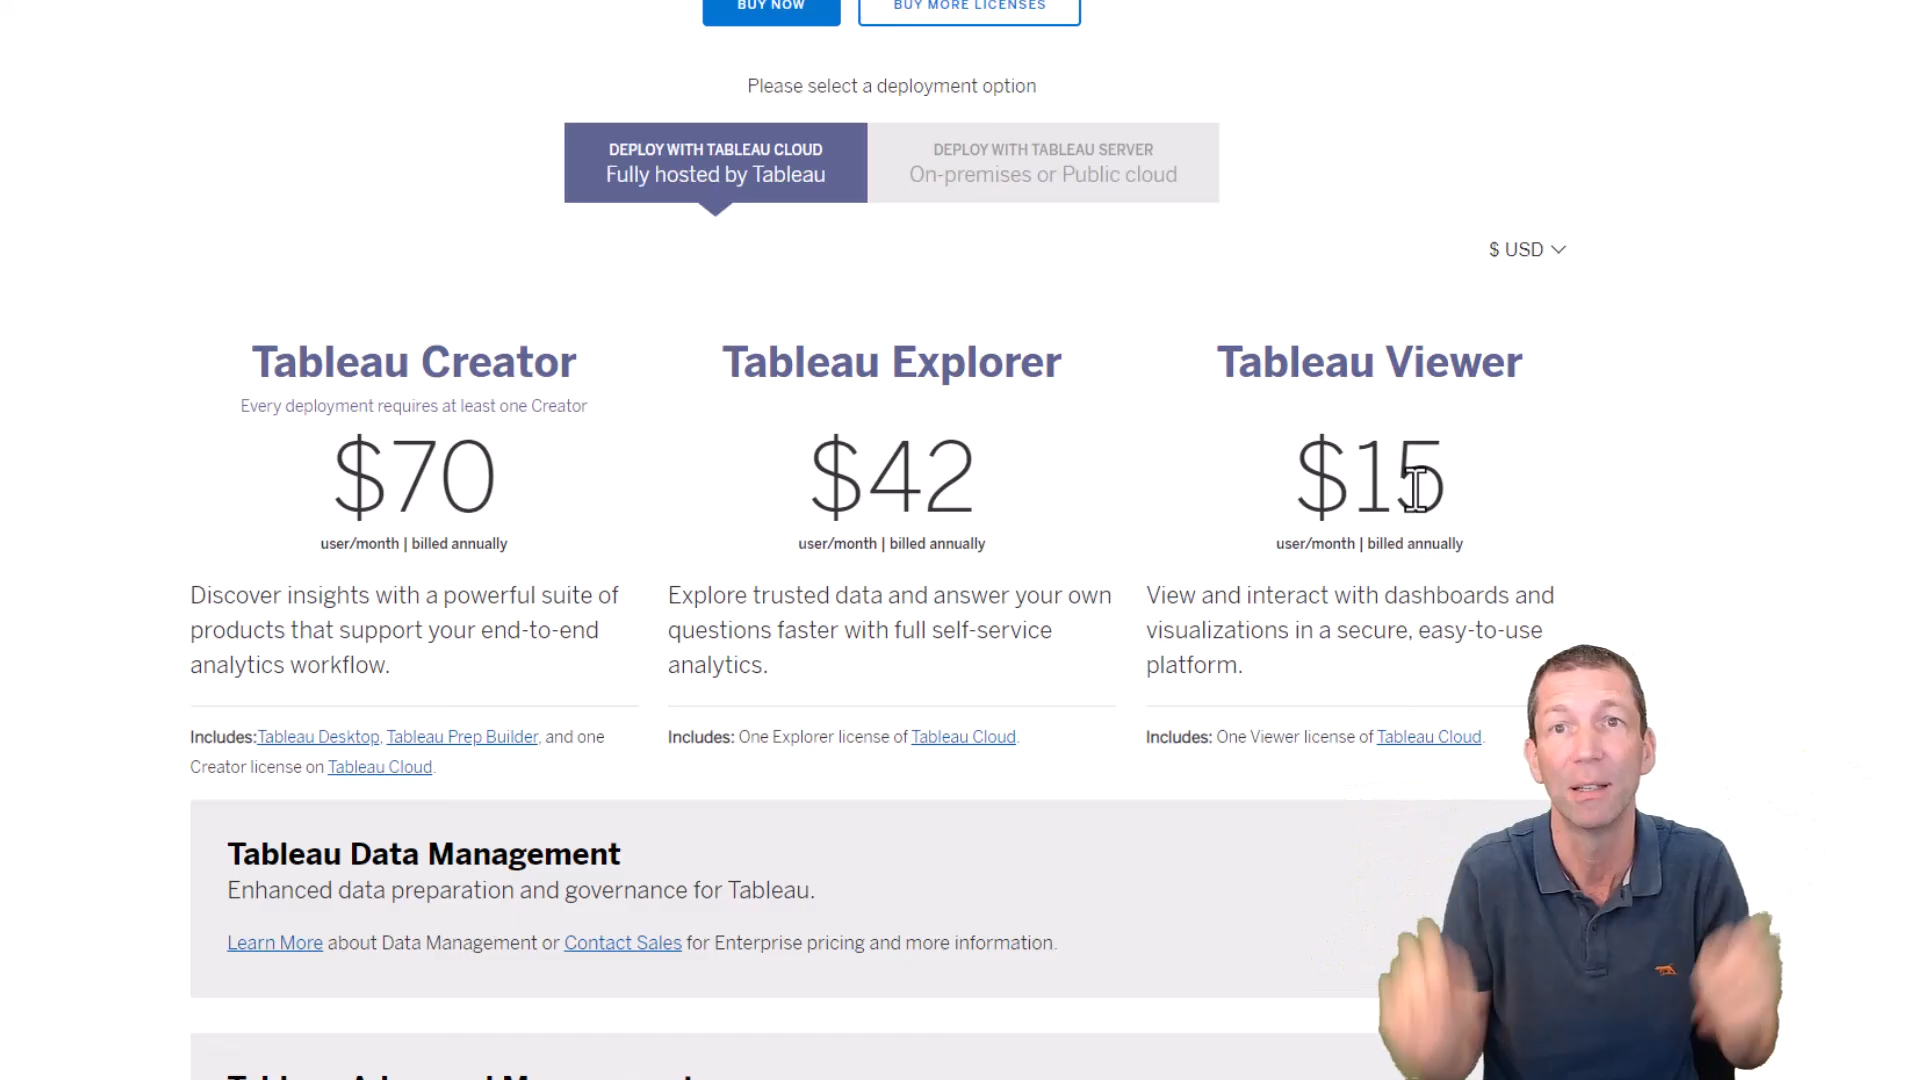 BUY NOW
BUY MORE LICENSES
Please select a deployment option
DEPLOY WITH TABLEAU CLOUD
Fully hosted by Tableau
DEPLOY WITH TABLEAU SERVER
On-premises or Public cloud
$ USD
Tableau Creator
Every deployment requires at least one Creator
$70
user/month | billed annually
Discover insights with a powerful suite of
products that support your end-to-end
analytics workflow.
Includes:Tableau Desktop, Tableau Prep Builder, and one
Creator license on Tableau Cloud.
Tableau Explorer
$42
user/month | billed annually
Explore trusted data and answer your own
questions faster with full self-service
analytics.
Includes: One Explorer license of Tableau Cloud.
Tableau Viewer
$15
user/month | billed annually
View and interact with dashboards and
visualizations in a secure, easy-to-use
platform.
Includes: One Viewer license of Tableau Cloud.
Tableau Data Management
Enhanced data preparation and governance for Tableau.
Learn More about Data Management or Contact Sales for Enterprise pricing and more information.